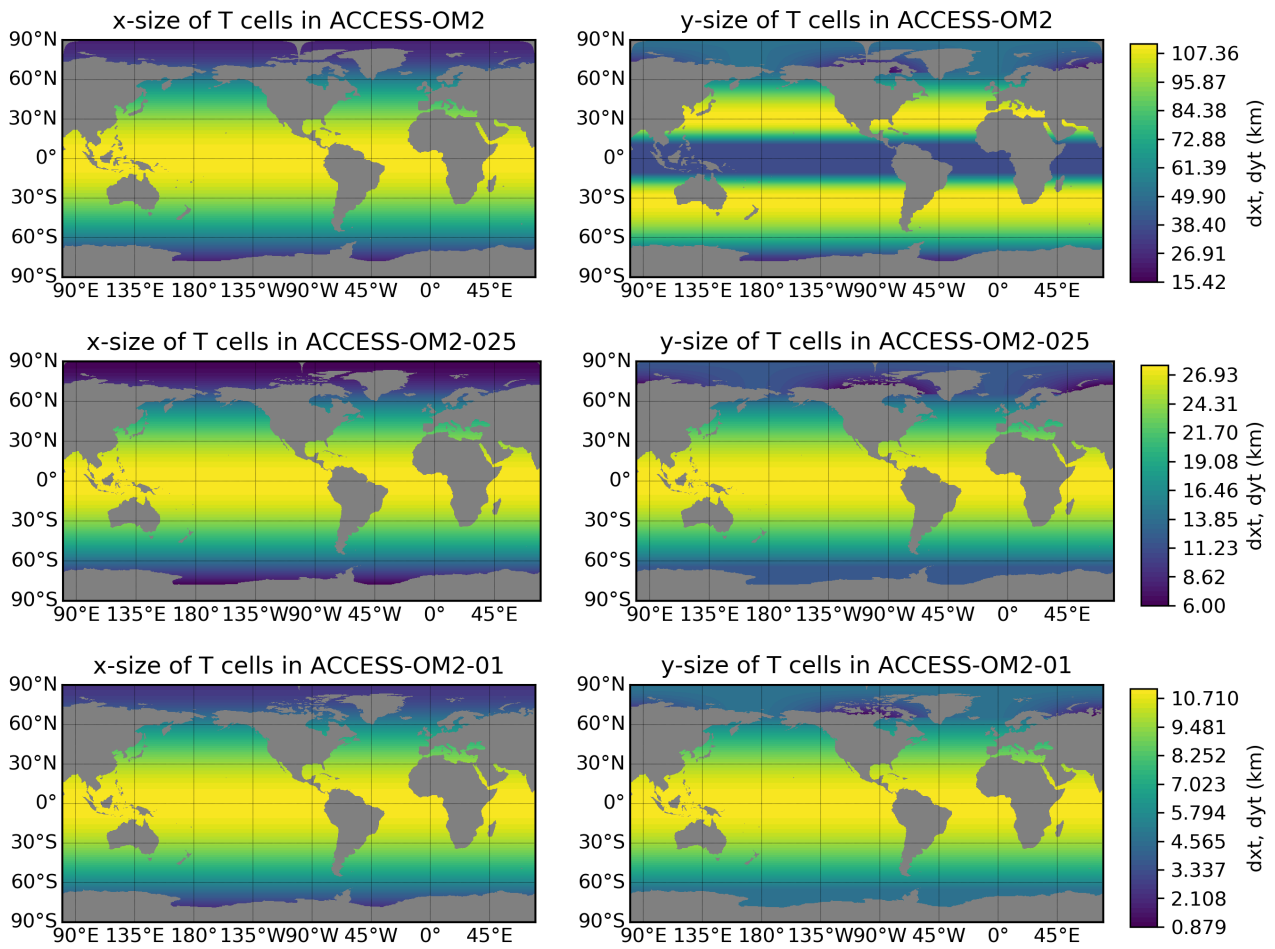 x-size of T cells in ACCESS-OM2
y-size of T cells in ACCESS-OM2
90°N
60°N
30°N
0°
30°S
60°S
90°S
90°E 135°E 180° 135°W 90°W 45°W 0° 45°E
90°N
60°N
30°N
0°
30°S
60°S
90°S
90°E 135°E 180° 135°W 90°W 45°W 0° 45°E
107.36
95.87
84.38
72.88
61.39
49.90
38.40
26.91
15.42
dxt, dyt (km)
x-size of T cells in ACCESS-OM2-025
y-size of T cells in ACCESS-OM2-025
90°N
60°N
30°N
0°
30°S
60°S
90°S
90°E 135°E 180° 135°W 90°W 45°W 0° 45°E
90°N
60°N
30°N
0°
30°S
60°S
90°S
90°E 135°E 180° 135°W 90°W 45°W 0° 45°E
26.93
24.31
21.70
19.08
16.46
13.85
11.23
8.62
6.00
dxt, dyt (km)
x-size of T cells in ACCESS-OM2-01
y-size of T cells in ACCESS-OM2-01
90°N
60°N
30°N
0°
30°S
60°S
90°S
90°E 135°E 180° 135°W 90°W 45°W 0° 45°E
90°N
60°N
30°N
0°
30°S
60°S
90°S
90°E 135°E 180° 135°W 90°W 45°W 0° 45°E
10.710
9.481
8.252
7.023
5.794
4.565
3.337
2.108
0.879
dxt, dyt (km)